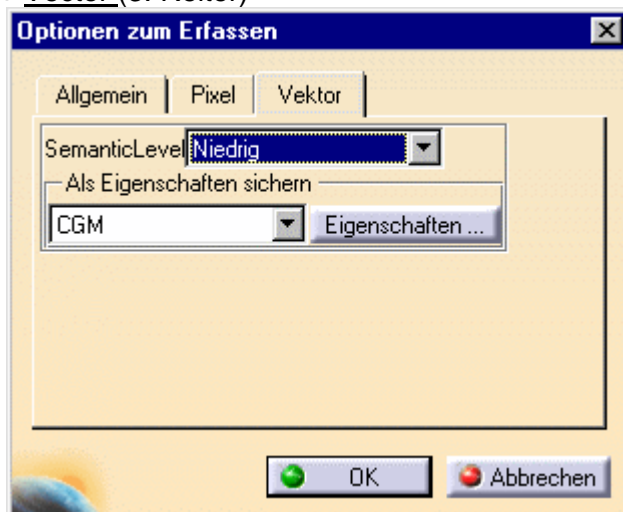 Optionen zum Erfassen
Allgemein Pixel Vektor
SemanticLevel Niedrig
Als Eigenschaften sichern
CGM Eigenschaften ...
OK Abbrechen